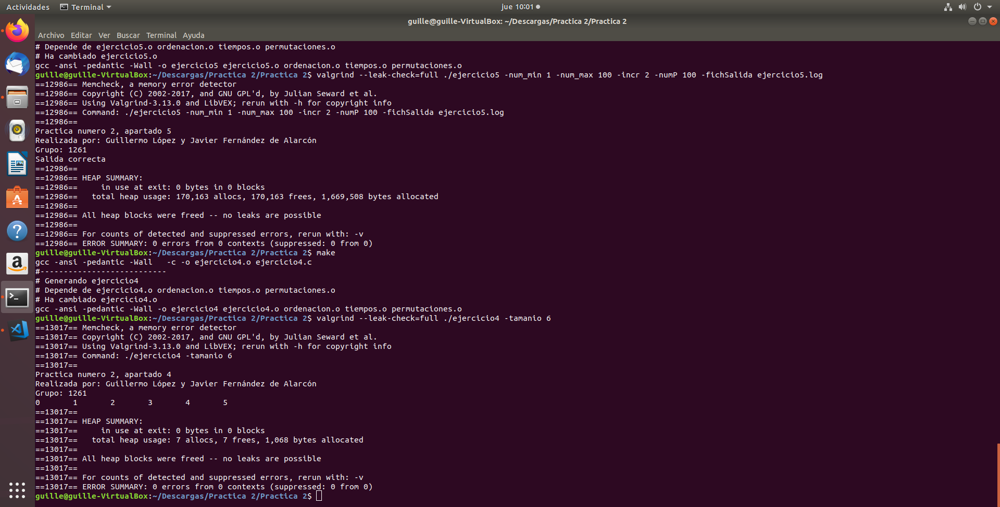 Actividades Terminal jue 10:01
guille@guille-VirtualBox: ~/Descargas/Practica 2/Practica 2
Archivo Editar Ver Buscar Terminal Ayuda
# Depende de ejercicio5.o ordenacion.o tiempos.o permutaciones.o
# Ha cambiado ejercicio5.o
gcc -ansi -pedantic -Wall -o ejercicio5 ejercicio5.o ordenacion.o tiempos.o permutaciones.o
guille@guille-VirtualBox:~/Descargas/Practica 2/Practica 2$ valgrind --leak-check=full ./ejercicio5 -num_min 1 -num_max 100 -incr 2 -numP 100 -fichSalida ejercicio5.log
==12986== Memcheck, a memory error detector
==12986== Copyright (C) 2002-2017, and GNU GPL'd, by Julian Seward et al.
==12986== Using Valgrind-3.13.0 and LibVEX; rerun with -h for copyright info
==12986== Command: ./ejercicio5 -num_min 1 -num_max 100 -incr 2 -numP 100 -fichSalida ejercicio5.log
==12986==
Practica numero 2, apartado 5
Realizada por: Guillermo López y Javier Fernández de Alarcón
Grupo: 1261
Salida correcta
==12986==
==12986== HEAP SUMMARY:
==12986==     in use at exit: 0 bytes in 0 blocks
==12986==   total heap usage: 170,163 allocs, 170,163 frees, 1,669,508 bytes allocated
==12986==
==12986== All heap blocks were freed -- no leaks are possible
==12986==
==12986== For counts of detected and suppressed errors, rerun with: -v
==12986== ERROR SUMMARY: 0 errors from 0 contexts (suppressed: 0 from 0)
guille@guille-VirtualBox:~/Descargas/Practica 2/Practica 2$ make
gcc -ansi -pedantic -Wall   -c -o ejercicio4.o ejercicio4.c
#---------------------------
# Generando ejercicio4
# Depende de ejercicio4.o ordenacion.o tiempos.o permutaciones.o
# Ha cambiado ejercicio4.o
gcc -ansi -pedantic -Wall -o ejercicio4 ejercicio4.o ordenacion.o tiempos.o permutaciones.o
guille@guille-VirtualBox:~/Descargas/Practica 2/Practica 2$ valgrind --leak-check=full ./ejercicio4 -tamanio 6
==13017== Memcheck, a memory error detector
==13017== Copyright (C) 2002-2017, and GNU GPL'd, by Julian Seward et al.
==13017== Using Valgrind-3.13.0 and LibVEX; rerun with -h for copyright info
==13017== Command: ./ejercicio4 -tamanio 6
==13017==
Practica numero 2, apartado 4
Realizada por: Guillermo López y Javier Fernández de Alarcón
Grupo: 1261
0       1       2       3       4       5
==13017==
==13017== HEAP SUMMARY:
==13017==     in use at exit: 0 bytes in 0 blocks
==13017==   total heap usage: 7 allocs, 7 frees, 1,068 bytes allocated
==13017==
==13017== All heap blocks were freed -- no leaks are possible
==13017==
==13017== For counts of detected and suppressed errors, rerun with: -v
==13017== ERROR SUMMARY: 0 errors from 0 contexts (suppressed: 0 from 0)
guille@guille-VirtualBox:~/Descargas/Practica 2/Practica 2$